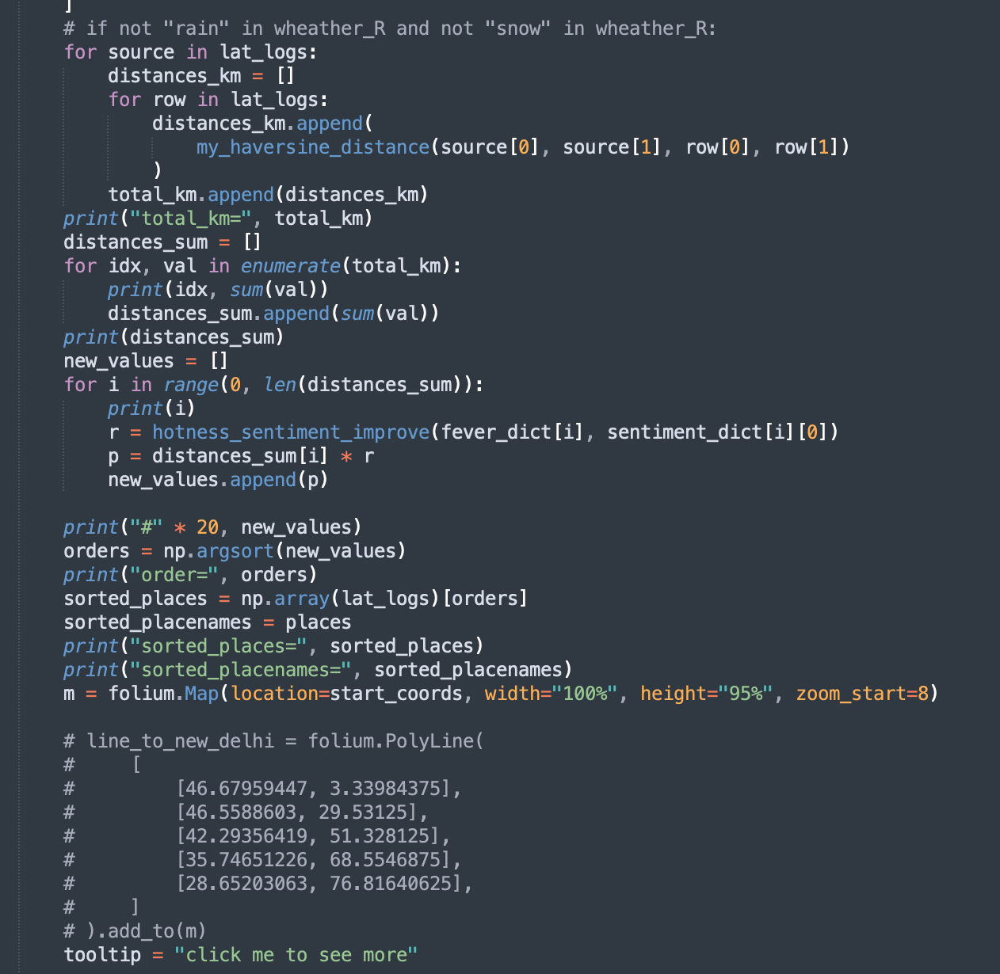 ]
# if not "rain" in wheather_R and not "snow" in wheather_R:
for source in lat_logs:
    distances_km = []
    for row in lat_logs:
        distances_km.append(
            my_haversine_distance(source[0], source[1], row[0], row[1])
        )
    total_km.append(distances_km)
print("total_km=", total_km)
distances_sum = []
for idx, val in enumerate(total_km):
    print(idx, sum(val))
    distances_sum.append(sum(val))
print(distances_sum)
new_values = []
for i in range(0, len(distances_sum)):
    print(i)
    r = hotness_sentiment_improve(fever_dict[i], sentiment_dict[i][0])
    p = distances_sum[i] * r
    new_values.append(p)

print("#" * 20, new_values)
orders = np.argsort(new_values)
print("order=", orders)
sorted_places = np.array(lat_logs)[orders]
sorted_placenames = places
print("sorted_places=", sorted_places)
print("sorted_placenames=", sorted_placenames)
m = folium.Map(location=start_coords, width="100%", height="95%", zoom_start=8)

# line_to_new_delhi = folium.PolyLine(
#     [
#         [46.67959447, 3.33984375],
#         [46.5588603, 29.53125],
#         [42.29356419, 51.328125],
#         [35.74651226, 68.5546875],
#         [28.65203063, 76.81640625],
#     ]
# ).add_to(m)
tooltip = "click me to see more"